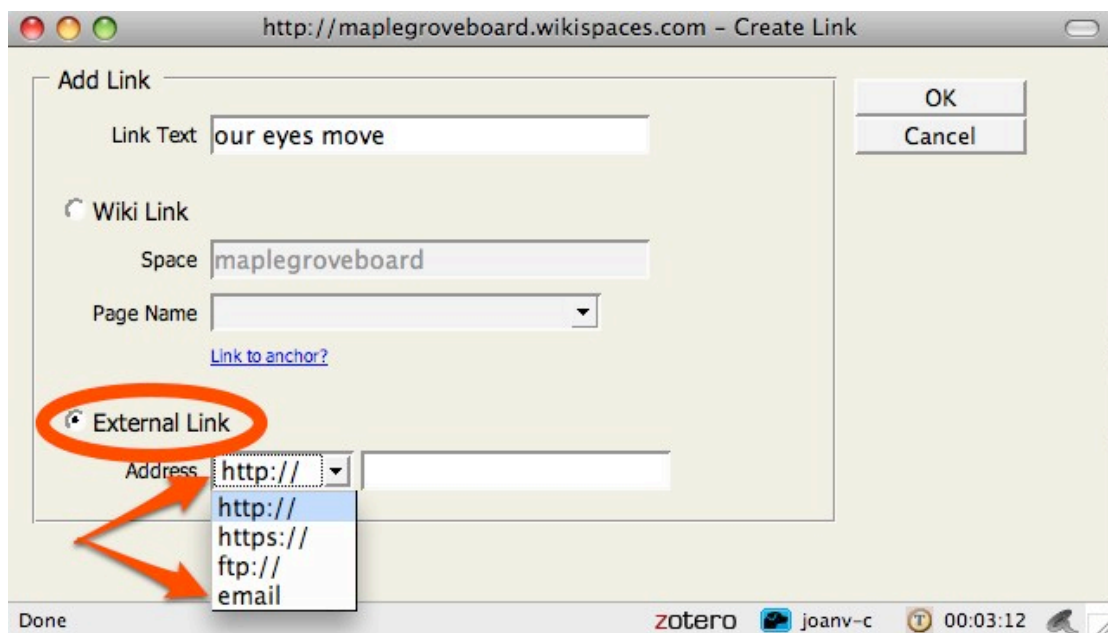 http://maplegroveboard.wikispaces.com – Create Link
Add Link
OK
Link Text our eyes move
Cancel
Wiki Link
Space maplegroveboard
Page Name
Link to anchor?
External Link
Address http://
http://
https://
ftp://
email
Done zotero joanv-c T 00:03:12